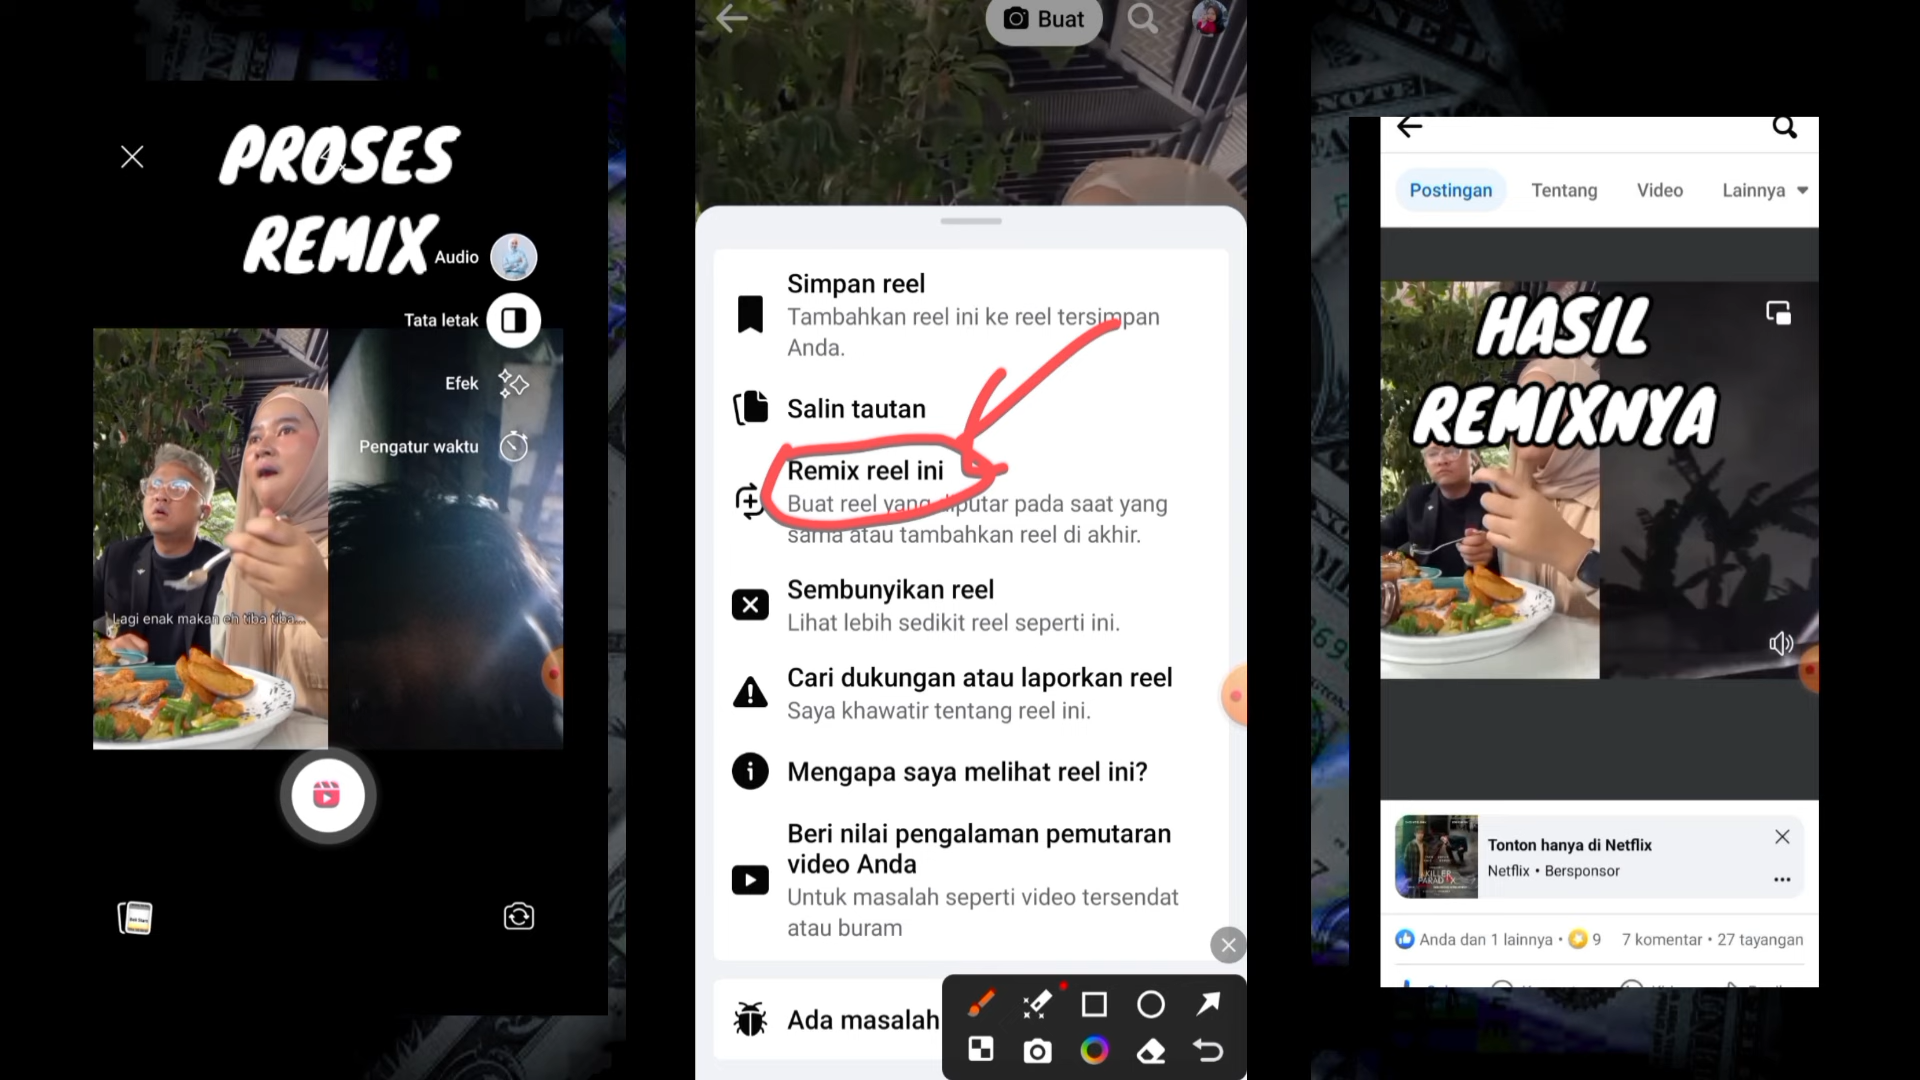 PROSES
REMIX
Audio
Tata letak
Efek
Pengatur waktu
Lagi enak makan eh tiba tiba...
Buat
Simpan reel
Tambahkan reel ini ke reel tersimpan
Anda.
Salin tautan
Remix reel ini
Buat reel yang diputar pada saat yang
sama atau tambahkan reel di akhir.
Sembunyikan reel
Lihat lebih sedikit reel seperti ini.
Cari dukungan atau laporkan reel
Saya khawatir tentang reel ini.
Mengapa saya melihat reel ini?
Beri nilai pengalaman pemutaran
video Anda
Untuk masalah seperti video tersendat
atau buram
Ada masalah
Postingan Tentang Video Lainnya
HASIL
REMIXNYA
Tonton hanya di Netflix
Netflix • Bersponsor
KILLER
Anda dan 1 lainnya • 9 7 komentar • 27 tayangan